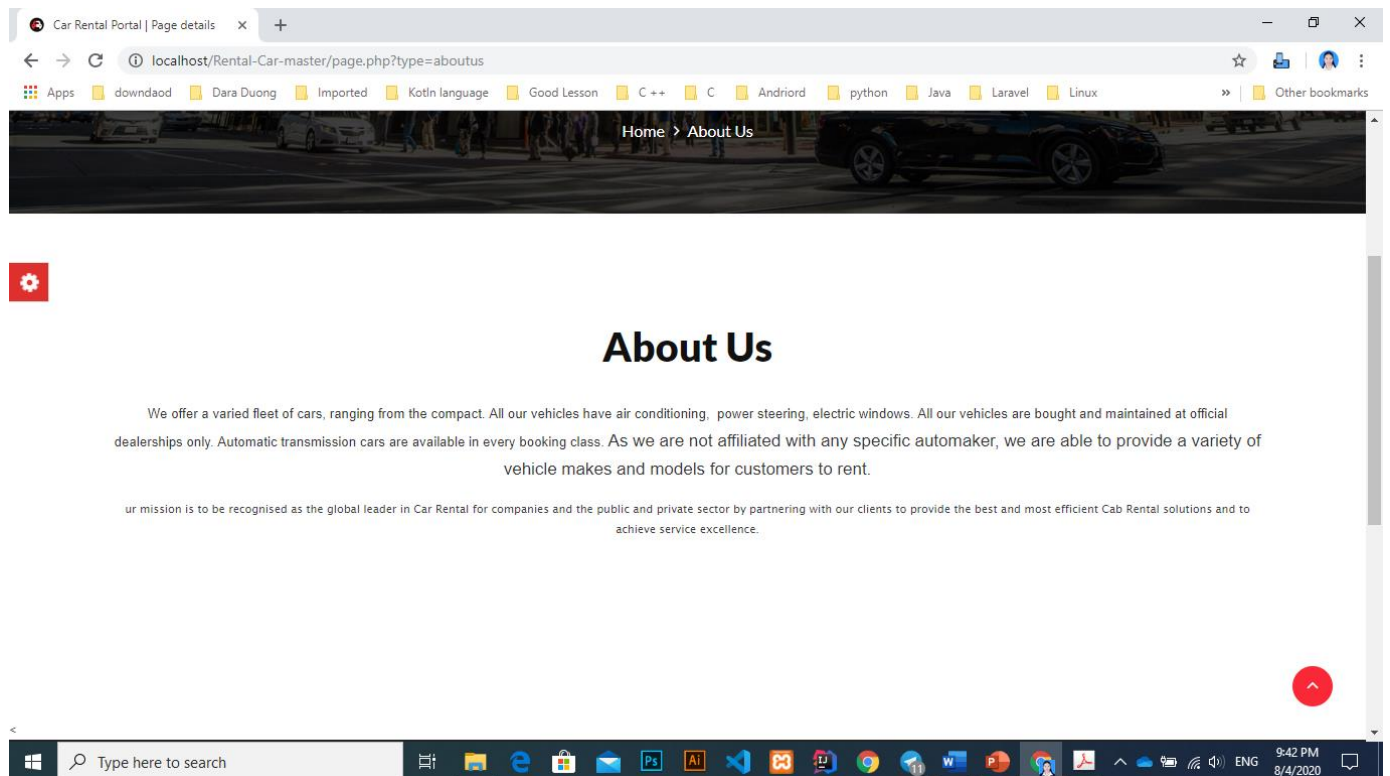 Car Rental Portal | Page details
localhost/Rental-Car-master/page.php?type=aboutus
Apps downdaod Dara Duong Imported Kotln language Good Lesson C ++ C Andriord python Java Laravel Linux » Other bookmarks
Home > About Us
About Us
We offer a varied fleet of cars, ranging from the compact. All our vehicles have air conditioning, power steering, electric windows. All our vehicles are bought and maintained at official
dealerships only. Automatic transmission cars are available in every booking class. As we are not affiliated with any specific automaker, we are able to provide a variety of
vehicle makes and models for customers to rent.
ur mission is to be recognised as the global leader in Car Rental for companies and the public and private sector by partnering with our clients to provide the best and most efficient Cab Rental solutions and to
achieve service excellence.
<
Type here to search
Ps
Ai
11
ENG
9:42 PM
8/4/2020